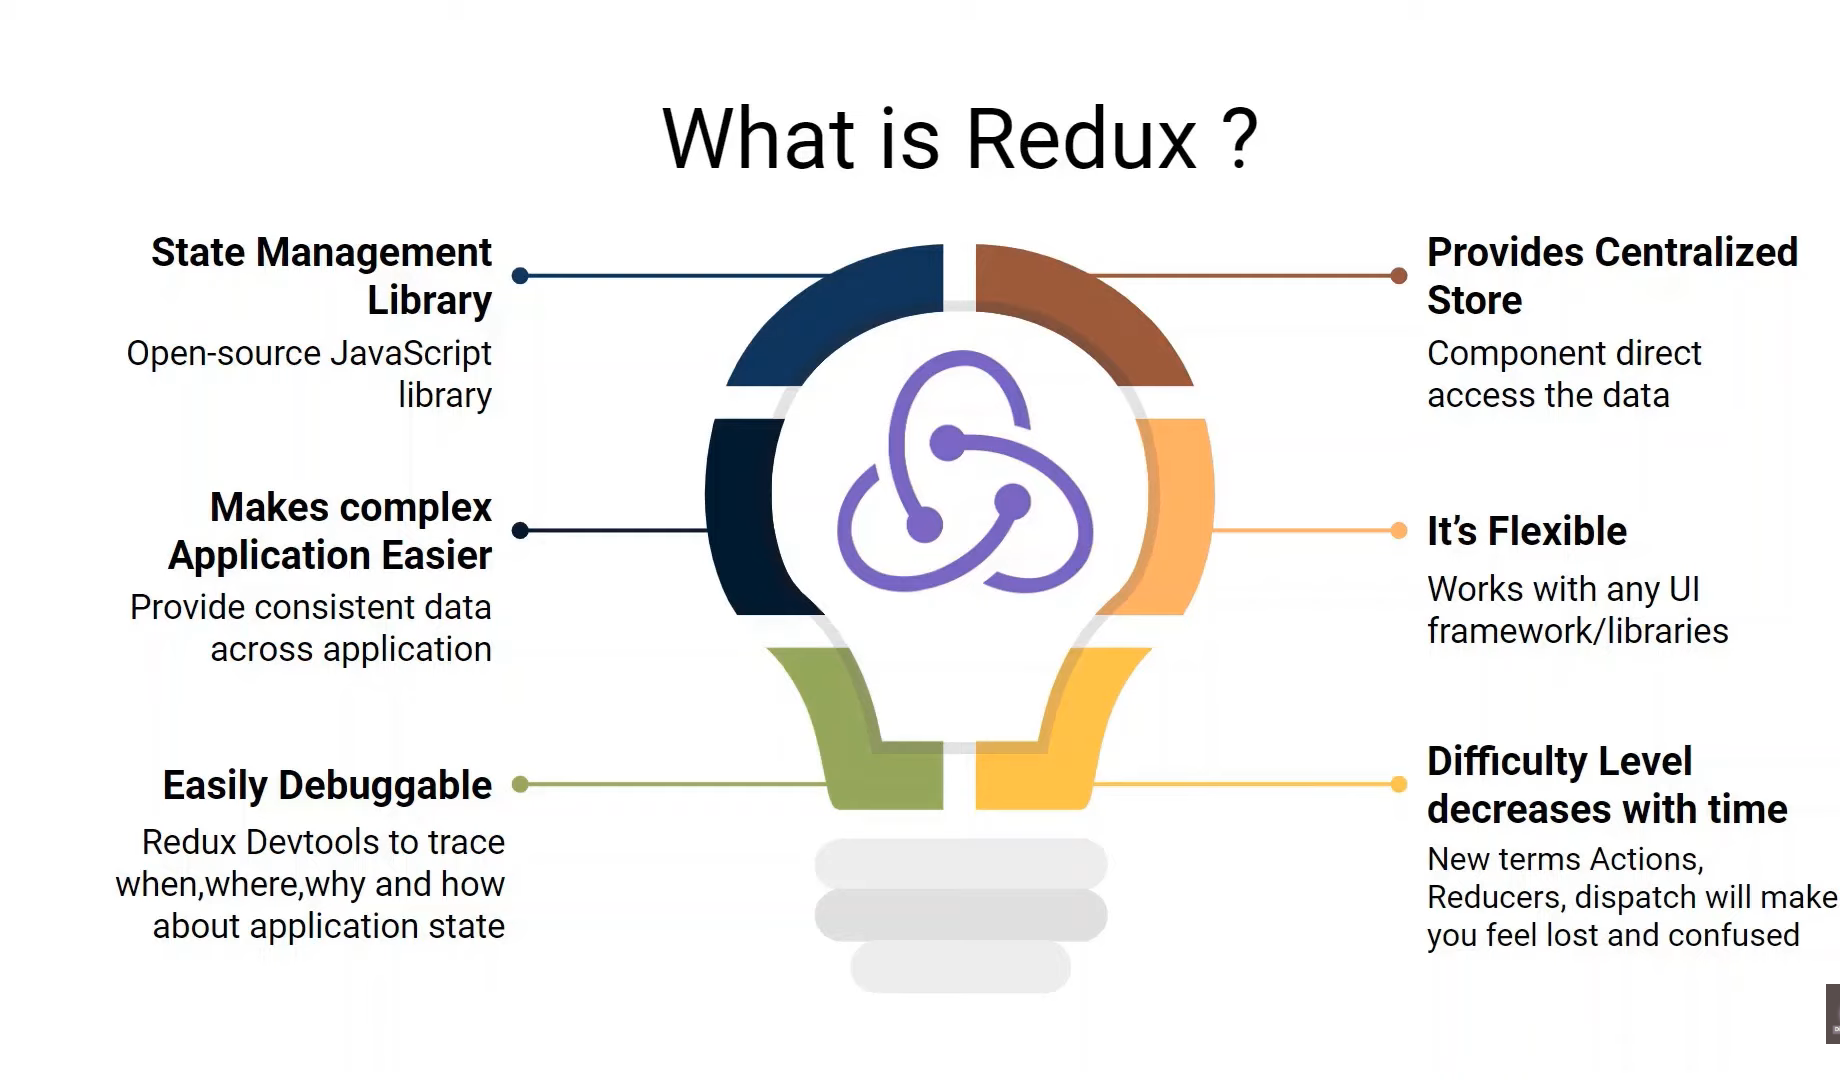 What is Redux ?
State Management
Library
Open-source JavaScript
library
Makes complex
Application Easier
Provide consistent data
across application
Easily Debuggable
Redux Devtools to trace
when,where,why and how
about application state
Provides Centralized
Store
Component direct
access the data
It's Flexible
Works with any UI
framework/libraries
Difficulty Level
decreases with time
New terms Actions,
Reducers, dispatch will make
you feel lost and confused